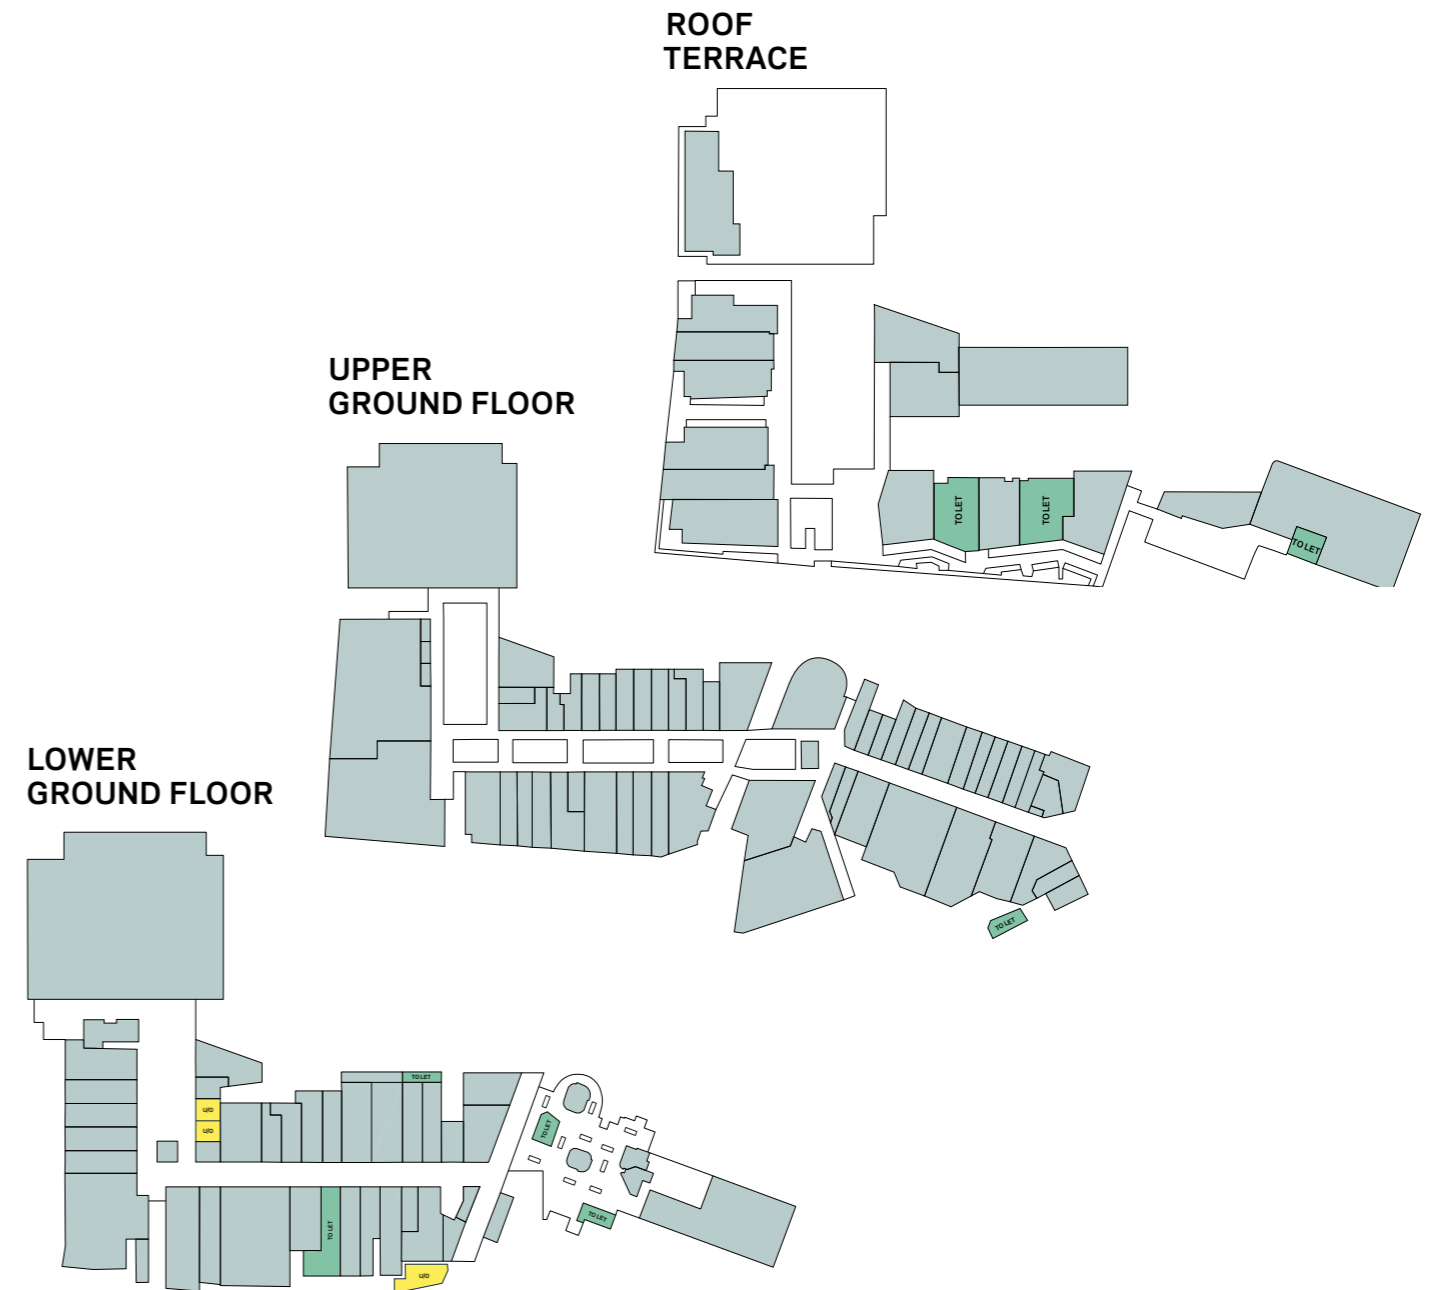 ROOF
TERRACE
UPPER
GROUND FLOOR
TO LET
TO LET
TO LET
LOWER
GROUND FLOOR
TO LET
TO LET
U/O
U/O
TO LET
TO LET
TO LET
U/O